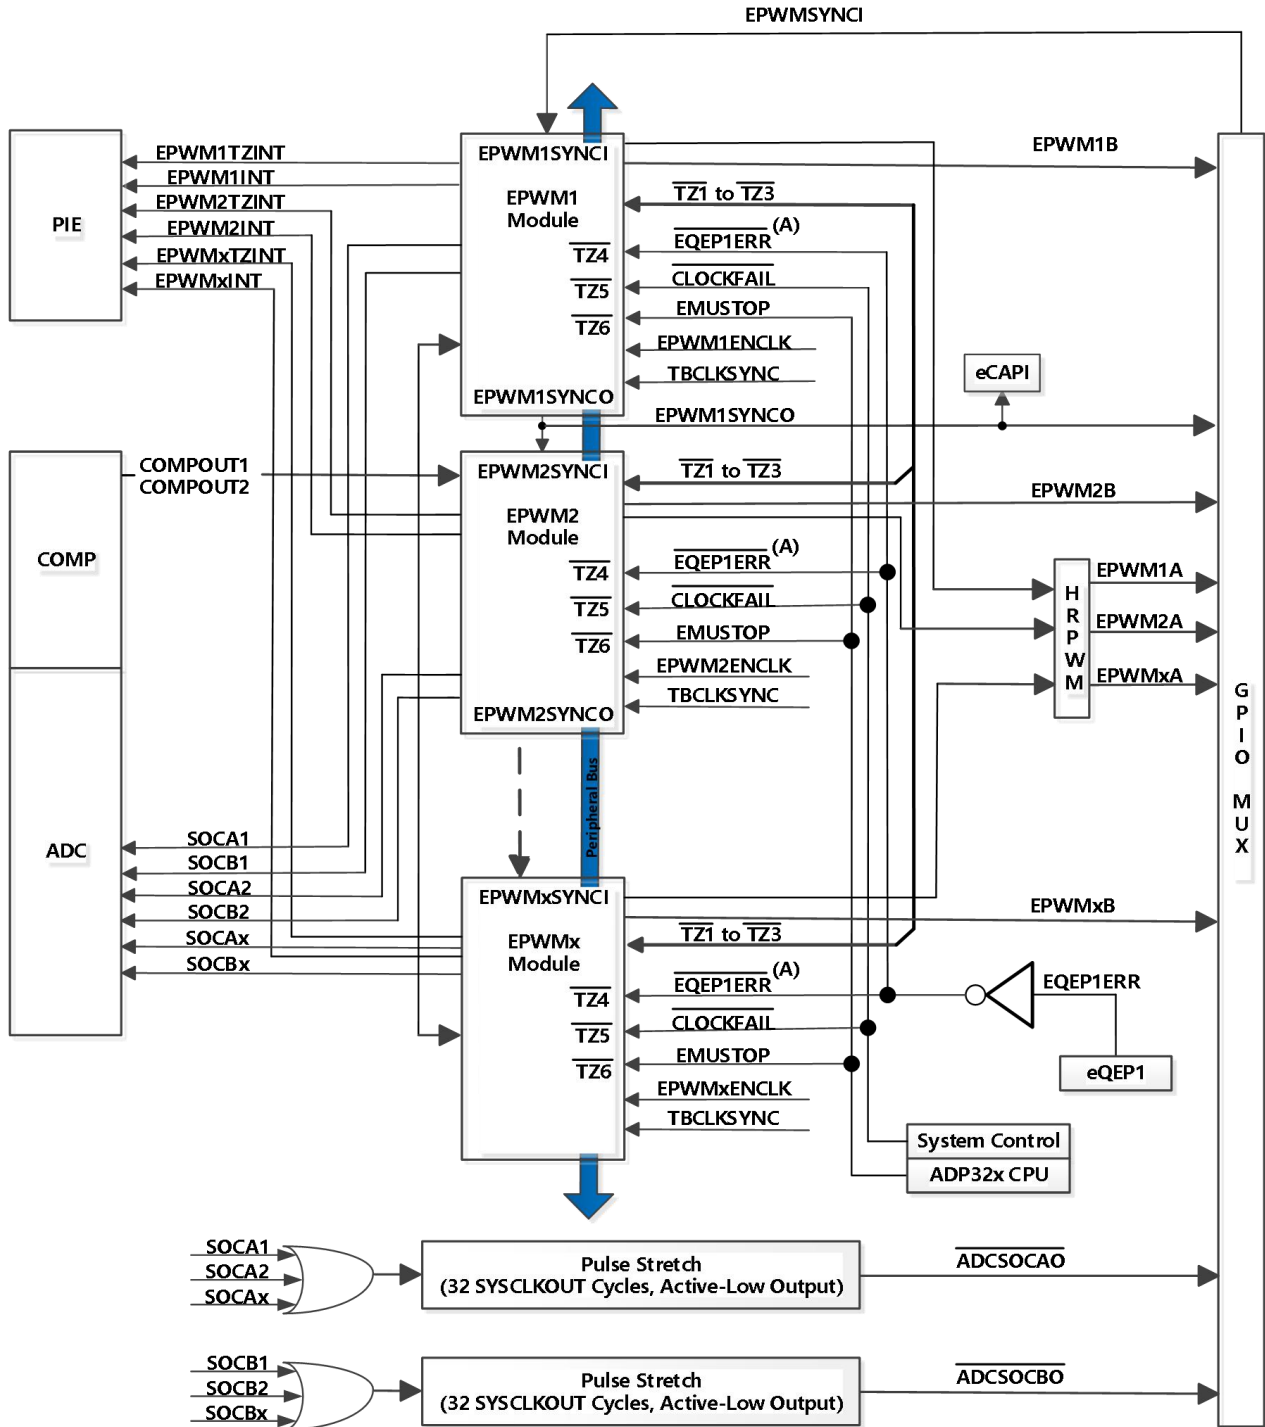 EPWMSYNCI
EPWM1TZINT
EPWM1INT
EPWM2TZINT
EPWM2INT
EPWMxTZINT
EPWMxINT
PIE
EPWM1SYNCI
EPWM1
Module
TZ4
TZ5
TZ6
EPWM1SYNCO
EPWM1B
TZ1 to TZ3
EQEP1ERR (A)
CLOCKFAIL
EMUSTOP
EPWM1ENCLK
TBCLKSYNC
eCAPI
EPWM1SYNCO
COMPOUT1
COMPOUT2
COMP
EPWM2SYNCI
EPWM2
Module
TZ4
TZ5
TZ6
EPWM2SYNCO
TZ1 to TZ3
EPWM2B
EQEP1ERR (A)
CLOCKFAIL
EMUSTOP
EPWM2ENCLK
TBCLKSYNC
HRPWM
EPWM1A
EPWM2A
EPWMxA
GPIO MUX
Peripheral Bus
ADC
SOCA1
SOCB1
SOCA2
SOCB2
SOCAx
SOCBx
EPWMxSYNCI
EPWMx
Module
TZ4
TZ5
TZ6
EPWMxB
TZ1 to TZ3
EQEP1ERR (A)
CLOCKFAIL
EMUSTOP
EPWMxENCLK
TBCLKSYNC
EQEP1ERR
eQEP1
System Control
ADP32x CPU
SOCA1
SOCA2
SOCAx
Pulse Stretch
(32 SYSCLKOUT Cycles, Active-Low Output)
ADCSOCAO
SOCB1
SOCB2
SOCBx
Pulse Stretch
(32 SYSCLKOUT Cycles, Active-Low Output)
ADCSOCBO